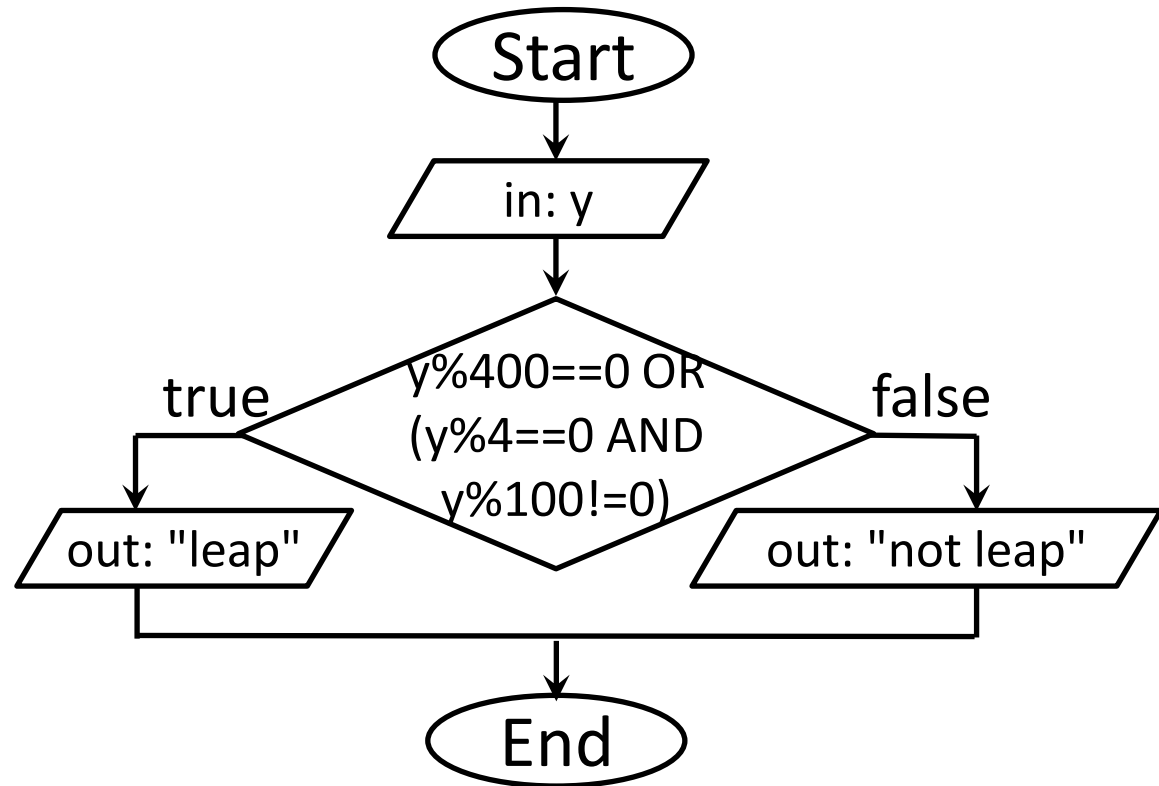 Start
in: y
y%400==0 OR
(y%4==0 AND
y%100!=0)
true
false
out: "leap"
out: "not leap"
End